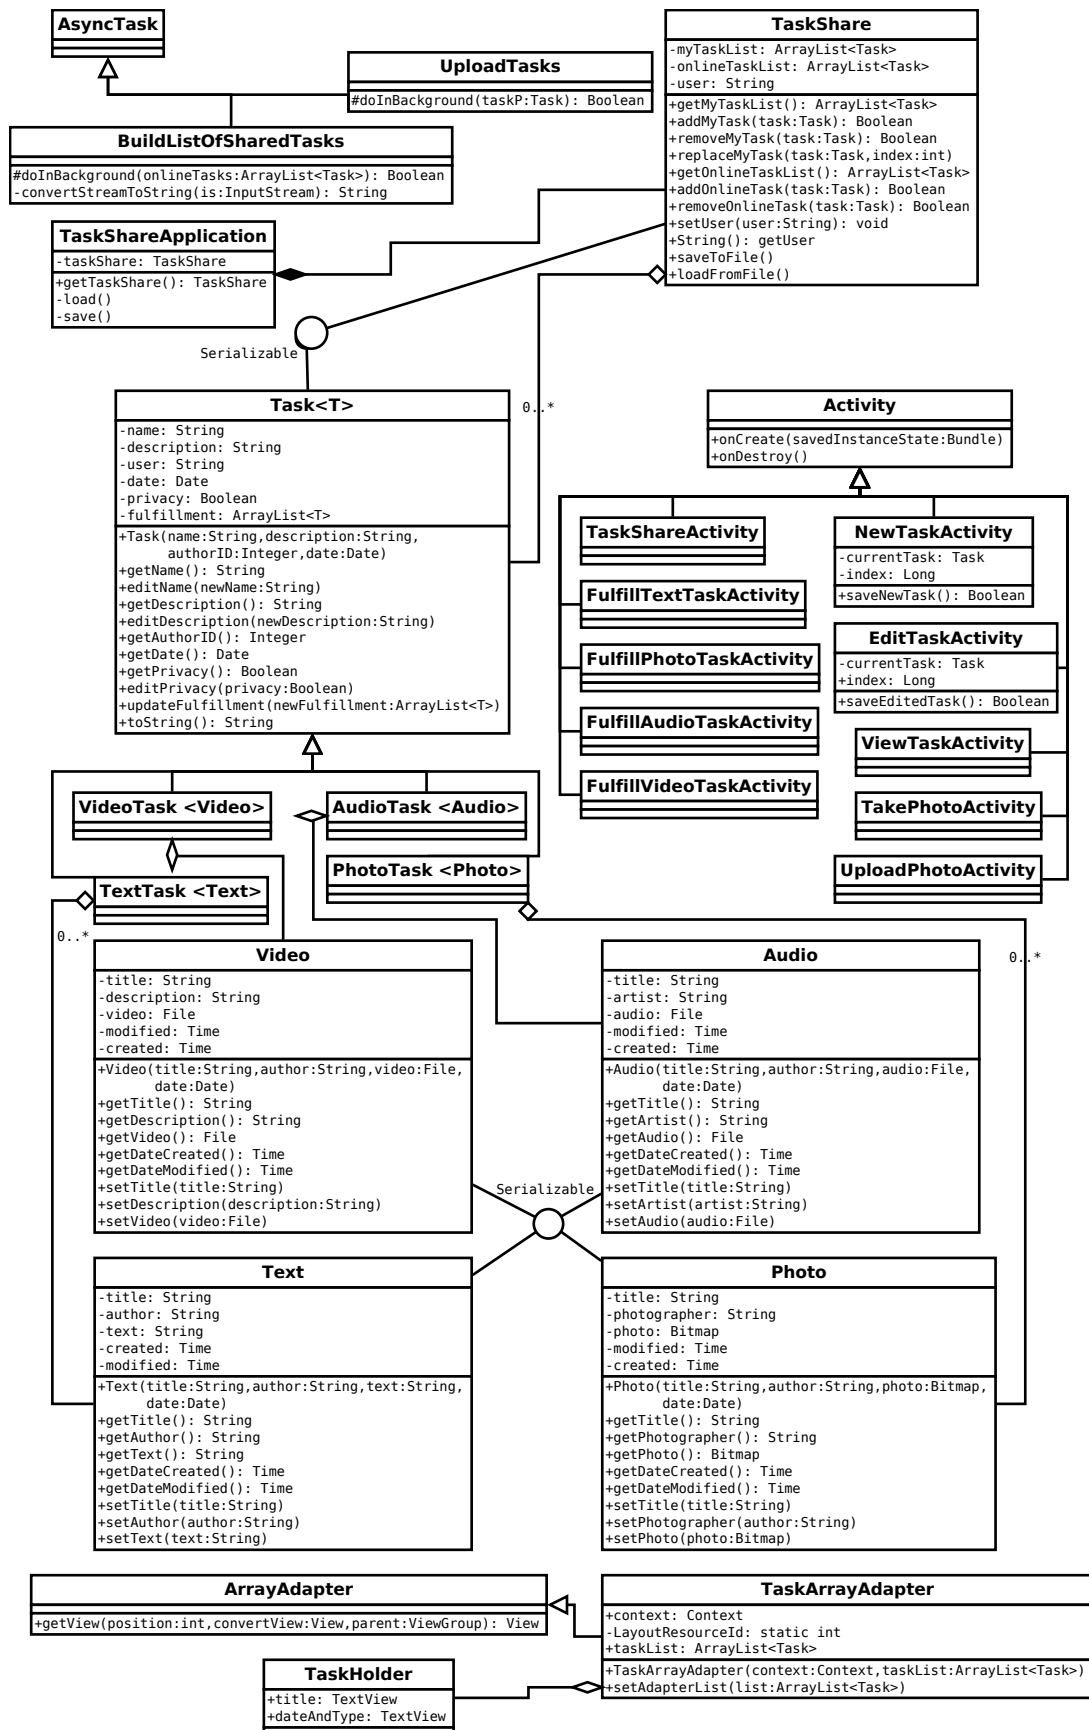 AsyncTask
UploadTasks
#doInBackground(taskP:Task): Boolean
BuildListOfSharedTasks
#doInBackground(onlineTasks:ArrayList<Task>): Boolean
-convertStreamToString(is:InputStream): String
TaskShare
-myTaskList: ArrayList<Task>
-onlineTaskList: ArrayList<Task>
-user: String
+getMyTaskList(): ArrayList<Task>
+addMyTask(task:Task): Boolean
+removeMyTask(task:Task): Boolean
+replaceMyTask(task:Task,index:int)
+getOnlineTaskList(): ArrayList<Task>
+addOnlineTask(task:Task): Boolean
+removeOnlineTask(task:Task): Boolean
+setUser(user:String): void
+String(): getUser
+saveToFile()
+loadFromFile()
TaskShareApplication
-taskShare: TaskShare
+getTaskShare(): TaskShare
-load()
-save()
Serializable
Task<T>
-name: String
-description: String
-user: String
-date: Date
-privacy: Boolean
-fulfillment: ArrayList<T>
+Task(name:String,description:String,
authorID:Integer,date:Date)
+getName(): String
+editName(newName:String)
+getDescription(): String
+editDescription(newDescription:String)
+getAuthorID(): Integer
+getDate(): Date
+getPrivacy(): Boolean
+editPrivacy(privacy:Boolean)
+updateFulfillment(newFulfillment:ArrayList<T>)
+toString(): String
0..*
Activity
+onCreate(savedInstanceState:Bundle)
+onDestroy()
TaskShareActivity
FulfillTextTaskActivity
FulfillPhotoTaskActivity
FulfillAudioTaskActivity
FulfillVideoTaskActivity
NewTaskActivity
-currentTask: Task
-index: Long
+saveNewTask(): Boolean
EditTaskActivity
-currentTask: Task
+index: Long
+saveEditedTask(): Boolean
ViewTaskActivity
TakePhotoActivity
UploadPhotoActivity
VideoTask <Video>
AudioTask <Audio>
TextTask <Text>
PhotoTask <Photo>
0..*
0..*
Video
-title: String
-description: String
-video: File
-modified: Time
-created: Time
+Video(title:String,author:String,video:File,
date:Date)
+getTitle(): String
+getDescription(): String
+getVideo(): File
+getDateCreated(): Time
+getDateModified(): Time
+setTitle(title:String)
+setDescription(description:String)
+setVideo(video:File)
Audio
-title: String
-artist: String
-audio: File
-modified: Time
-created: Time
+Audio(title:String,author:String,audio:File,
date:Date)
+getTitle(): String
+getArtist(): String
+getAudio(): File
+getDateCreated(): Time
+getDateModified(): Time
+setTitle(title:String)
+setArtist(artist:String)
+setAudio(audio:File)
Serializable
Text
-title: String
-author: String
-text: String
-created: Time
-modified: Time
+Text(title:String,author:String,text:String,
date:Date)
+getTitle(): String
+getAuthor(): String
+getText(): String
+getDateCreated(): Time
+getDateModified(): Time
+setTitle(title:String)
+setAuthor(author:String)
+setText(text:String)
Photo
-title: String
-photographer: String
-photo: Bitmap
-modified: Time
-created: Time
+Photo(title:String,author:String,photo:Bitmap,
date:Date)
+getTitle(): String
+getPhotographer(): String
+getPhoto(): Bitmap
+getDateCreated(): Time
+getDateModified(): Time
+setTitle(title:String)
+setPhotographer(author:String)
+setPhoto(photo:Bitmap)
ArrayAdapter
+getView(position:int,convertView:View,parent:ViewGroup): View
TaskArrayAdapter
+context: Context
-LayoutResourceId: static int
+taskList: ArrayList<Task>
+TaskArrayAdapter(context:Context,taskList:ArrayList<Task>)
+setAdapterList(list:ArrayList<Task>)
TaskHolder
+title: TextView
+dateAndType: TextView